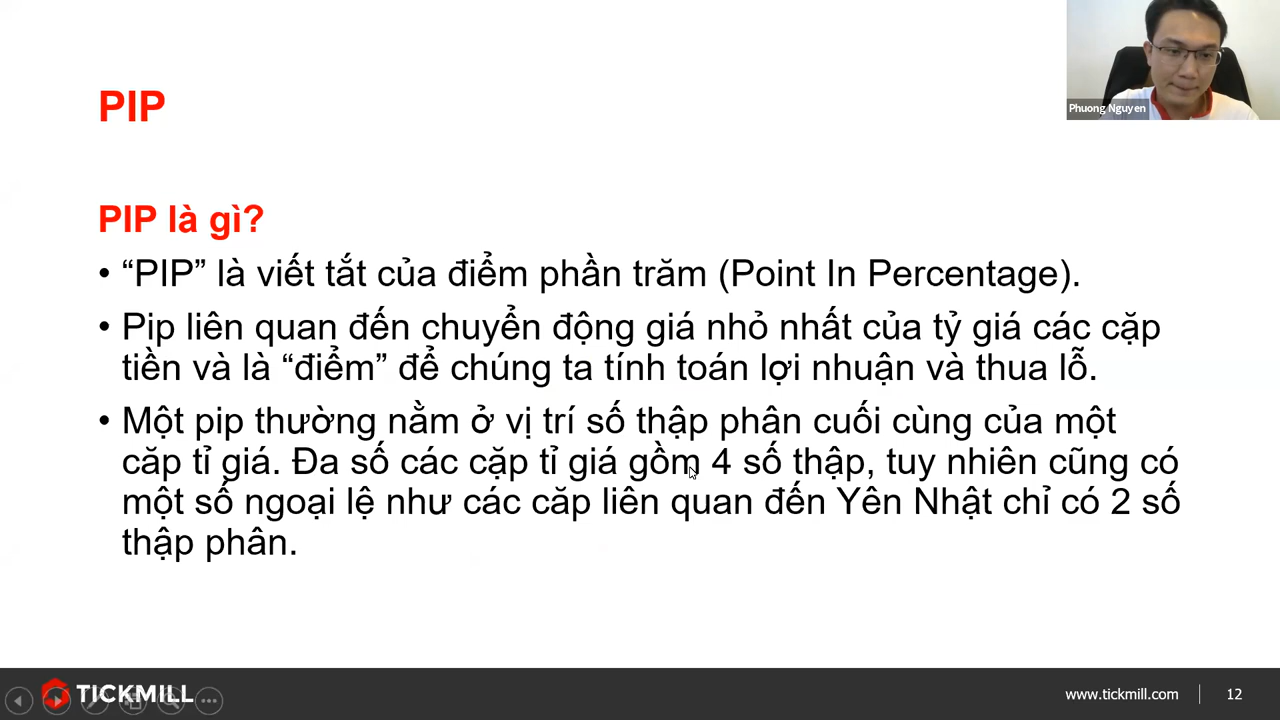 Phuong Nguyen
PIP
PIP là gì?
• “PIP” là viết tắt của điểm phần trăm (Point In Percentage).
• Pip liên quan đến chuyển động giá nhỏ nhất của tỷ giá các cặp
tiền và là “điểm” để chúng ta tính toán lợi nhuận và thua lỗ.
• Một pip thường nằm ở vị trí số thập phân cuối cùng của một
căp tỉ giá. Đa số các cặp tỉ giá gồm 4 số thập, tuy nhiên cũng có
một số ngoại lệ như các căp liên quan đến Yên Nhật chỉ có 2 số
thập phân.
TICKMILL
www.tickmill.com
12